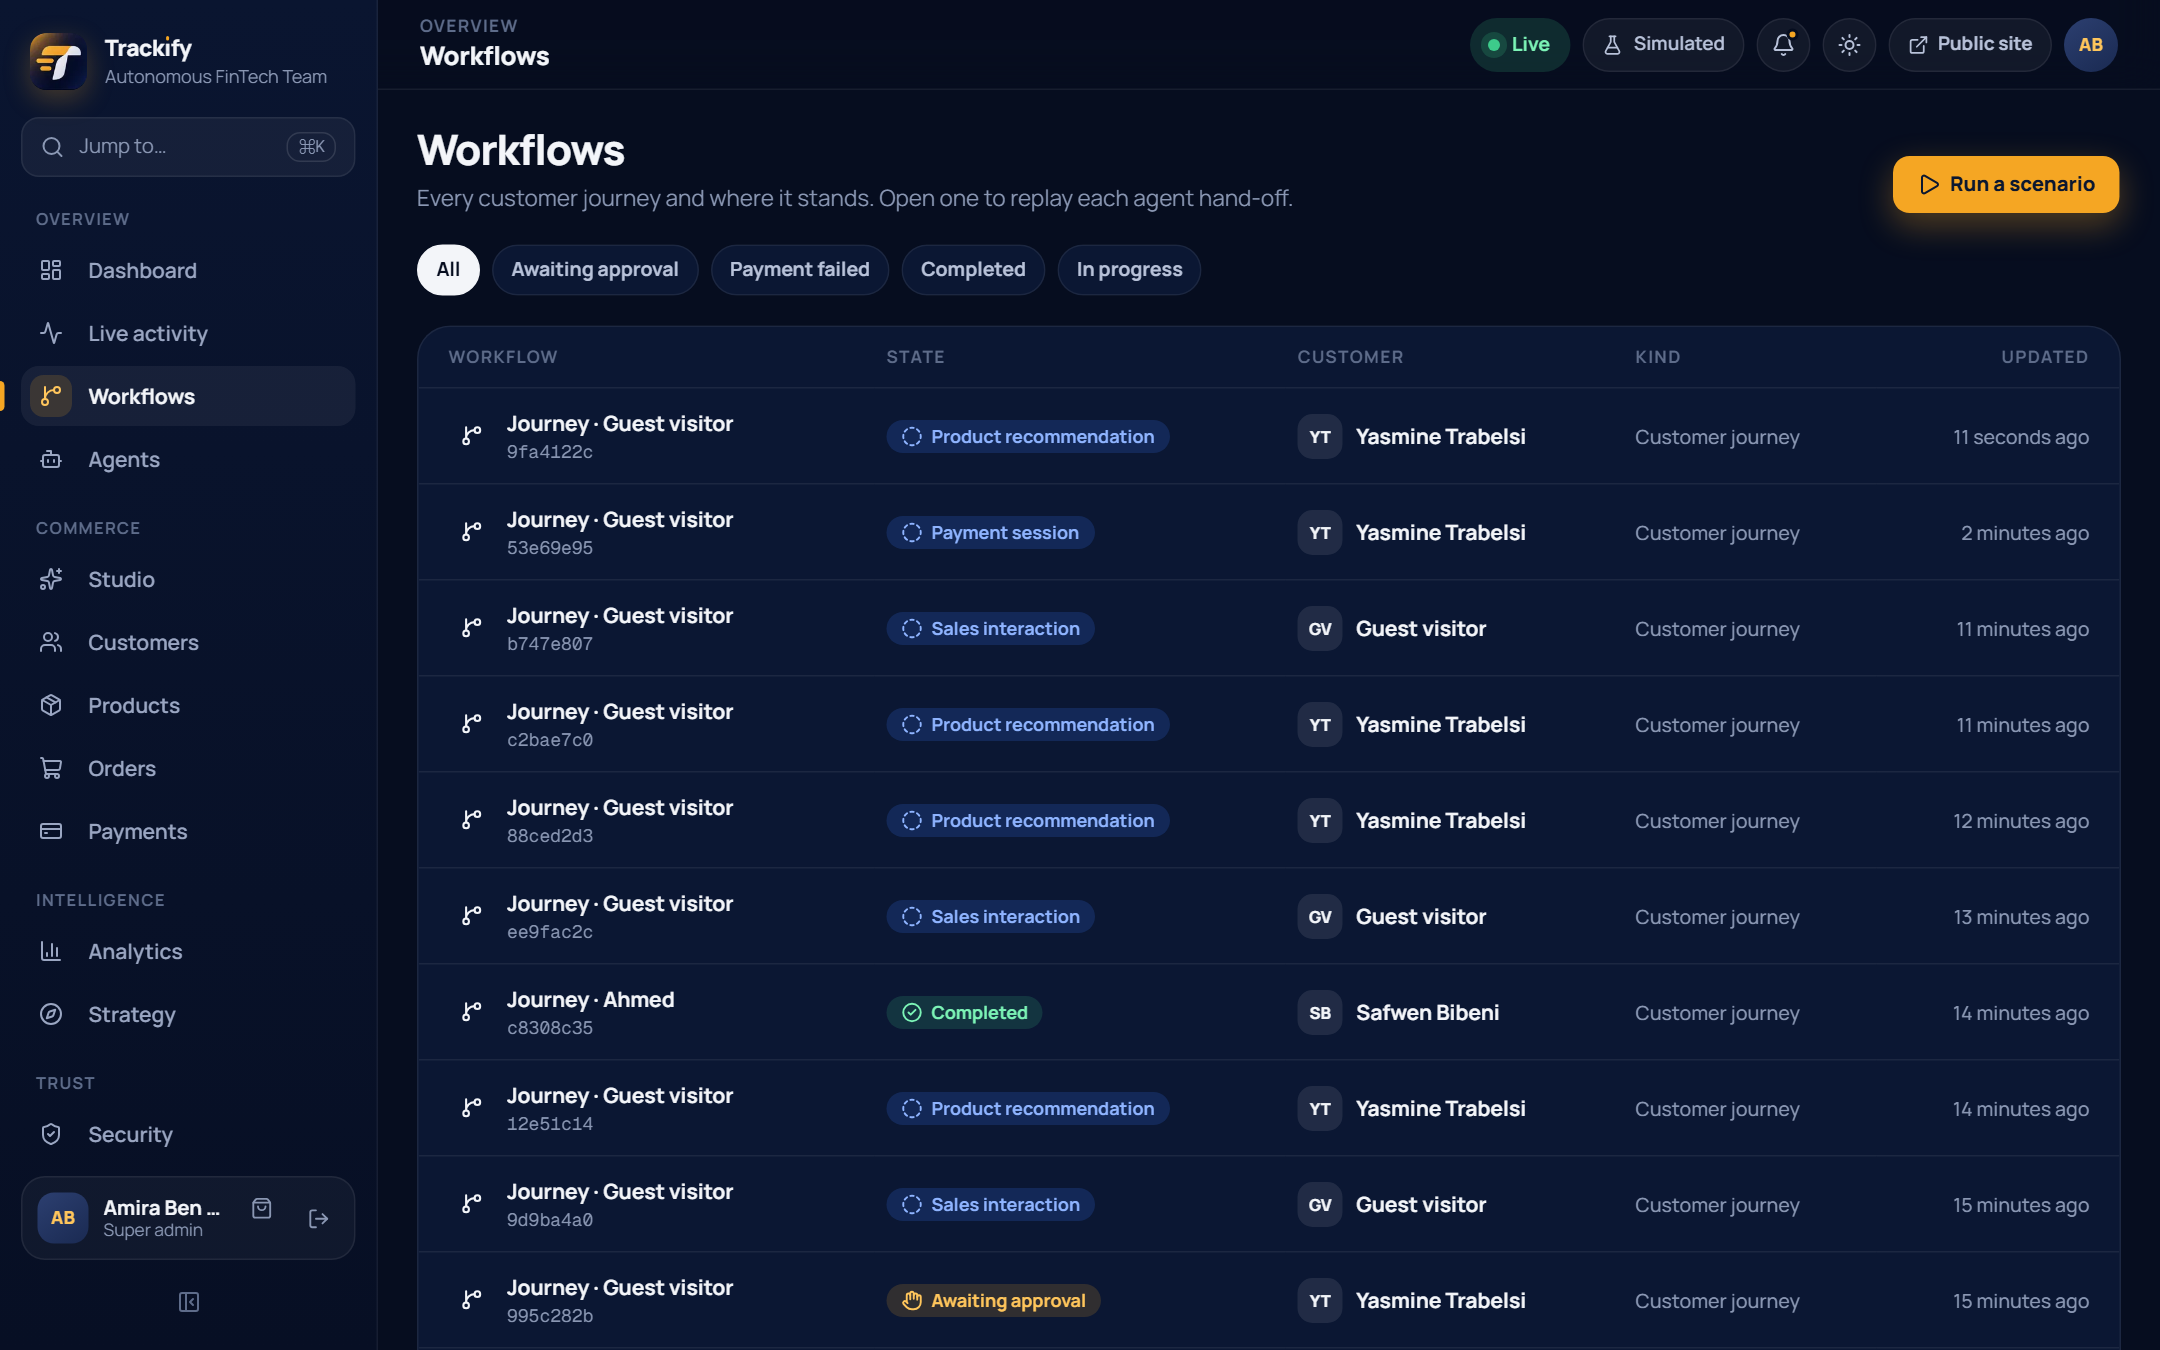 Trackify
Autonomous FinTech Team
Jump to...
⌘K
OVERVIEW
Dashboard
Live activity
Workflows
Agents
COMMERCE
Studio
Customers
Products
Orders
Payments
INTELLIGENCE
Analytics
Strategy
TRUST
Security
AB
Amira Ben ...
Super admin
OVERVIEW
Workflows
Live
Simulated
Public site
AB
Workflows
Every customer journey and where it stands. Open one to replay each agent hand-off.
Run a scenario
All
Awaiting approval
Payment failed
Completed
In progress
WORKFLOW STATE CUSTOMER KIND UPDATED
Journey · Guest visitor
9fa4122c
Product recommendation
YT Yasmine Trabelsi
Customer journey
11 seconds ago
Journey · Guest visitor
53e69e95
Payment session
YT Yasmine Trabelsi
Customer journey
2 minutes ago
Journey · Guest visitor
b747e807
Sales interaction
GV Guest visitor
Customer journey
11 minutes ago
Journey · Guest visitor
c2bae7c0
Product recommendation
YT Yasmine Trabelsi
Customer journey
11 minutes ago
Journey · Guest visitor
88ced2d3
Product recommendation
YT Yasmine Trabelsi
Customer journey
12 minutes ago
Journey · Guest visitor
ee9fac2c
Sales interaction
GV Guest visitor
Customer journey
13 minutes ago
Journey · Ahmed
c8308c35
Completed
SB Safwen Bibeni
Customer journey
14 minutes ago
Journey · Guest visitor
12e51c14
Product recommendation
YT Yasmine Trabelsi
Customer journey
14 minutes ago
Journey · Guest visitor
9d9ba4a0
Sales interaction
GV Guest visitor
Customer journey
15 minutes ago
Journey · Guest visitor
995c282b
Awaiting approval
YT Yasmine Trabelsi
Customer journey
15 minutes ago